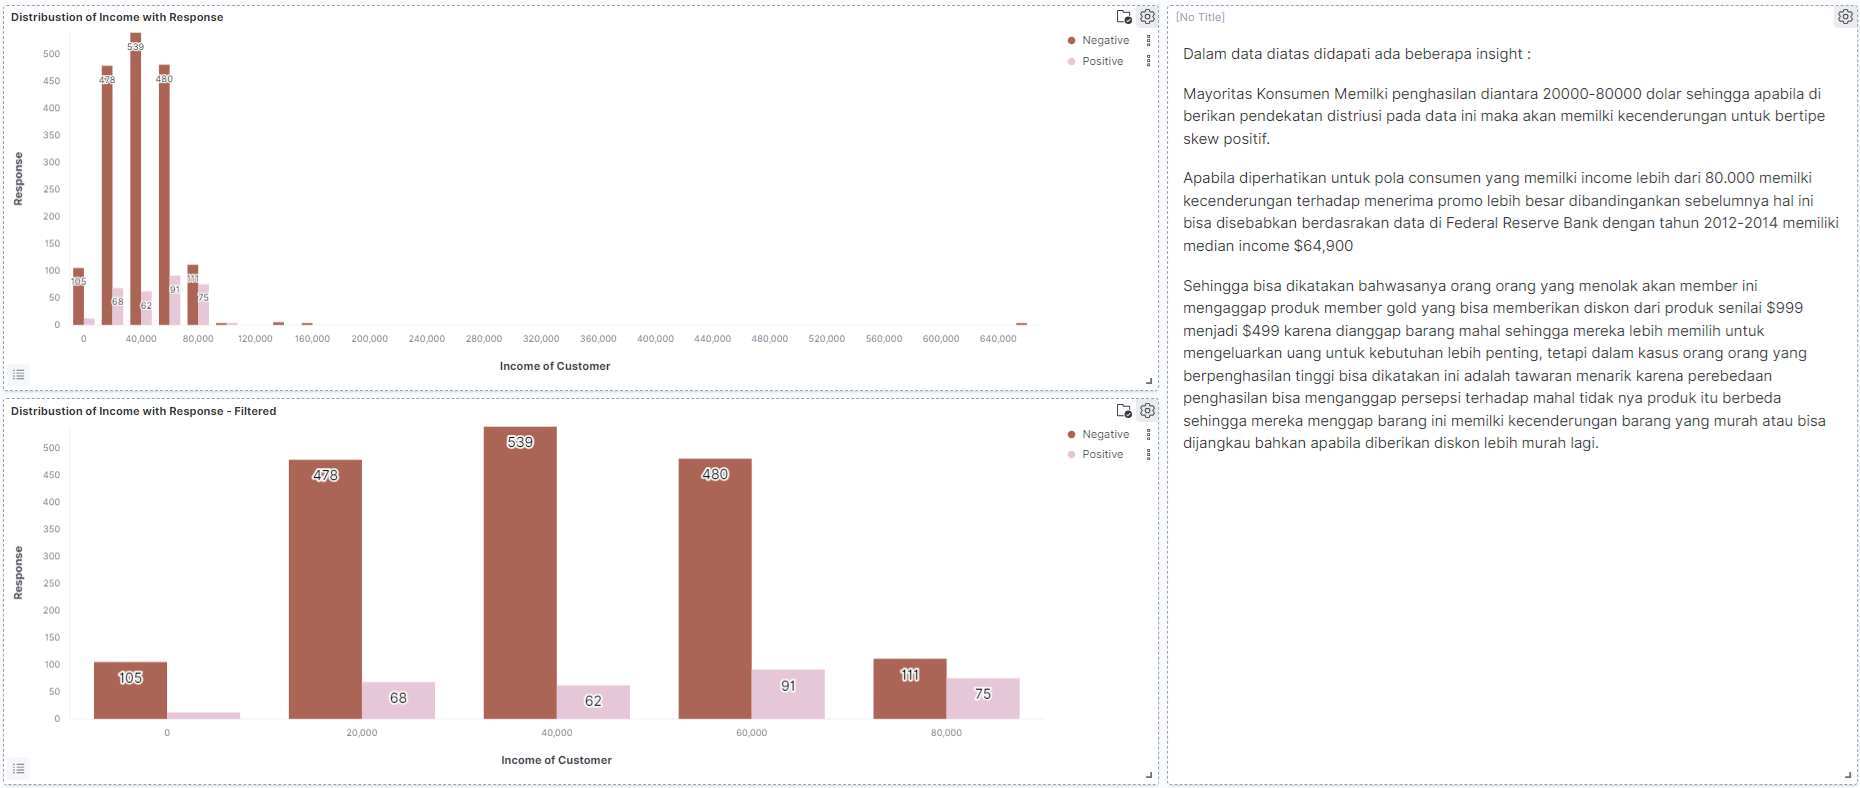 Distribustion of Income with Response
Negative
Positive
500
450
400
350
300
250
200
150
100
50
0
Response
105
478
68
539
62
480
91
111
75
0
40,000
80,000
120,000
160,000
200,000
240,000
280,000
320,000
360,000
400,000
440,000
480,000
520,000
560,000
600,000
640,000
Income of Customer
Distribustion of Income with Response - Filtered
Negative
Positive
500
450
400
350
300
250
200
150
100
50
0
Response
105
478
68
539
62
480
91
111
75
0
20,000
40,000
60,000
80,000
Income of Customer
[No Title]
Dalam data diatas didapati ada beberapa insight :
Mayoritas Konsumen Memilki penghasilan diantara 20000-80000 dolar sehingga apabila di
berikan pendekatan distriusi pada data ini maka akan memilki kecenderungan untuk bertipe
skew positif.
Apabila diperhatikan untuk pola consumen yang memilki income lebih dari 80.000 memilki
kecenderungan terhadap menerima promo lebih besar dibandingankan sebelumnya hal ini
bisa disebabkan berdasrakan data di Federal Reserve Bank dengan tahun 2012-2014 memiliki
median income $64,900
Sehingga bisa dikatakan bahwasanya orang orang yang menolak akan member ini
mengaggap produk member gold yang bisa memberikan diskon dari produk senilai $999
menjadi $499 karena dianggap barang mahal sehingga mereka lebih memilih untuk
mengeluarkan uang untuk kebutuhan lebih penting, tetapi dalam kasus orang orang yang
berpenghasilan tinggi bisa dikatakan ini adalah tawaran menarik karena perebedaan
penghasilan bisa menganggap persepsi terhadap mahal tidak nya produk itu berbeda
sehingga mereka menggap barang ini memilki kecenderungan barang yang murah atau bisa
dijangkau bahkan apabila diberikan diskon lebih murah lagi.